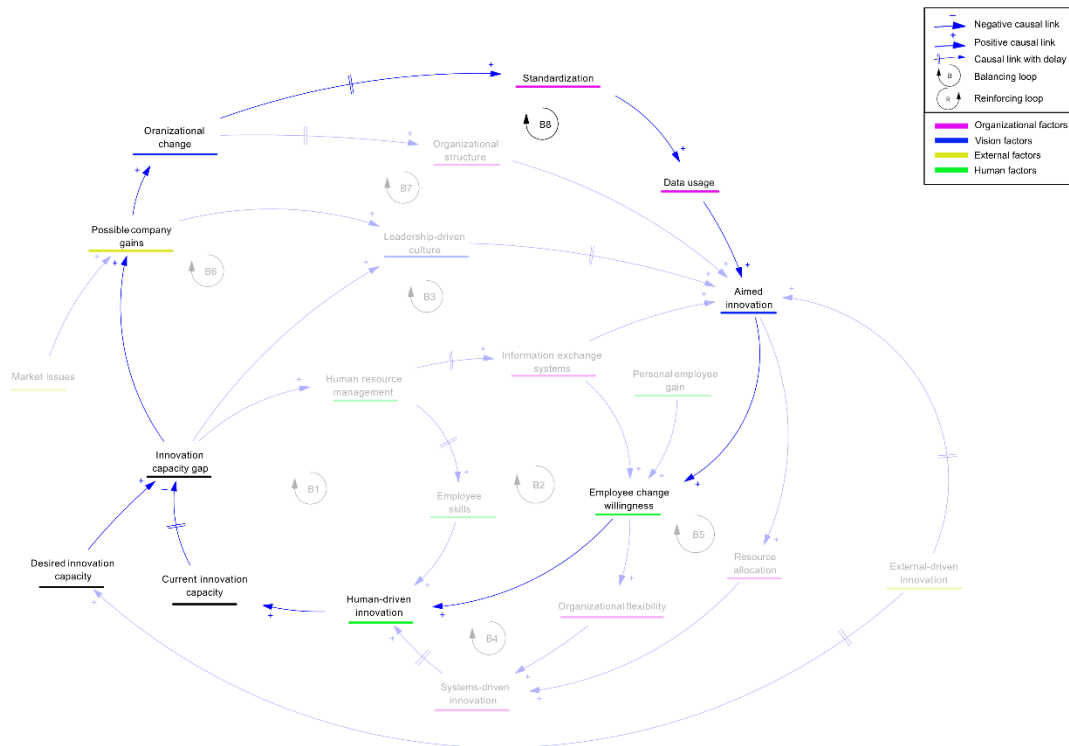 −
Negative causal link
+
Positive causal link
Causal link with delay
B
Balancing loop
R
Reinforcing loop
Organizational factors
Vision factors
External factors
Human factors
+
Standardization
B8
Oranizational
change
+
Organizational
structure
+
+
Data usage
B7
+
Possible company
gains
+
Leadership-driven
culture
+
+
B6
B3
+
+
+
+
+
+
Aimed
innovation
+
Market issues
Human resource
management
+
+
Information exchange
systems
Personal employee
gain
Innovation
capacity gap
+
−
B1
+
Employee
skills
B2
+
+
+
Employee change
willingness
B5
Desired innovation
capacity
+
Current innovation
capacity
+
Human-driven
innovation
+
+
+
B4
+
Organizational flexibility
+
Resource
allocation
External-driven
innovation
Systems-driven
innovation
+
+